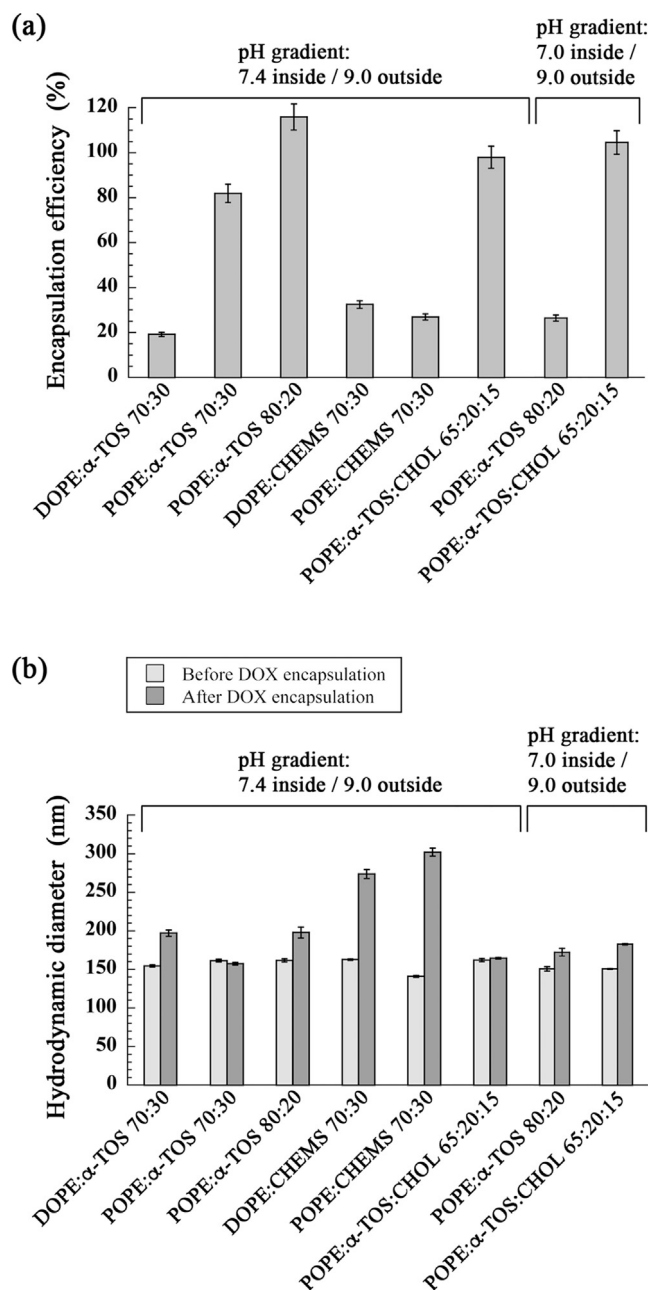 (a)
pH gradient:
7.4 inside / 9.0 outside
pH gradient:
7.0 inside /
9.0 outside
Encapsulation efficiency (%)
120
100
80
60
40
20
0
DOPE:α-TOS 70:30
POPE:α-TOS 70:30
POPE:α-TOS 80:20
DOPE:CHEMS 70:30
POPE:CHEMS 70:30
POPE:α-TOS:CHOL 65:20:15
POPE:α-TOS 80:20
POPE:α-TOS:CHOL 65:20:15
(b)
Before DOX encapsulation
After DOX encapsulation
pH gradient:
7.4 inside / 9.0 outside
pH gradient:
7.0 inside /
9.0 outside
Hydrodynamic diameter (nm)
350
300
250
200
150
100
50
0
DOPE:α-TOS 70:30
POPE:α-TOS 70:30
POPE:α-TOS 80:20
DOPE:CHEMS 70:30
POPE:CHEMS 70:30
POPE:α-TOS:CHOL 65:20:15
POPE:α-TOS 80:20
POPE:α-TOS:CHOL 65:20:15